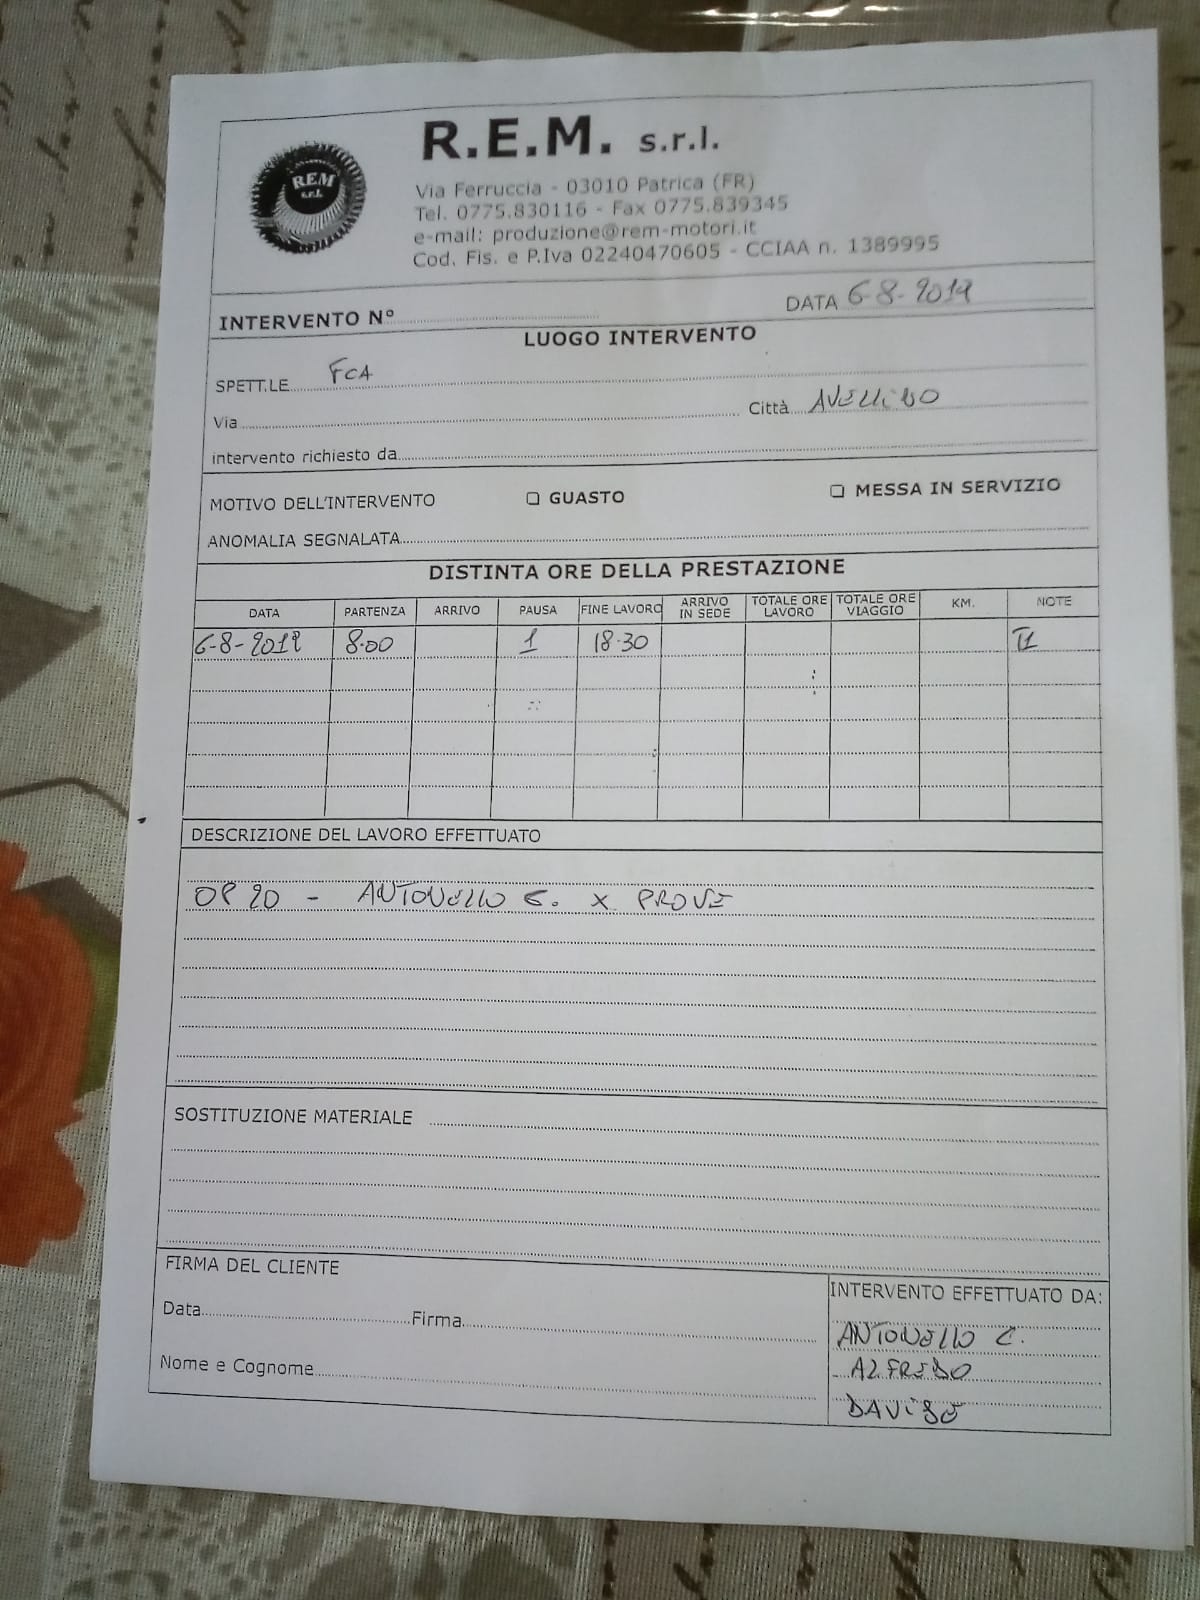 R.E.M. s.r.l.
REM
s.r.l.
Via Ferruccia - 03010 Patrica (FR)
Tel. 0775.830116 - Fax 0775.839345
e-mail: produzione@rem-motori.it
Cod. Fis. e P.Iva 02240470605 - CCIAA n. 1389995
INTERVENTO N° DATA 6-8-2019
LUOGO INTERVENTO
SPETT.LE FCA
Via Città AVELLINO
intervento richiesto da
MOTIVO DELL'INTERVENTO ❏ GUASTO ❏ MESSA IN SERVIZIO
ANOMALIA SEGNALATA
DISTINTA ORE DELLA PRESTAZIONE
DATA PARTENZA ARRIVO PAUSA FINE LAVORO ARRIVO IN SEDE TOTALE ORE LAVORO TOTALE ORE VIAGGIO KM. NOTE
6-8-2019 8.00 1 18.30
DESCRIZIONE DEL LAVORO EFFETTUATO
OP 20 - ANTONELLO C. x PROVE
SOSTITUZIONE MATERIALE
FIRMA DEL CLIENTE
Data Firma
Nome e Cognome
INTERVENTO EFFETTUATO DA:
ANTONELLO C.
ALFREDO
DAVIDE